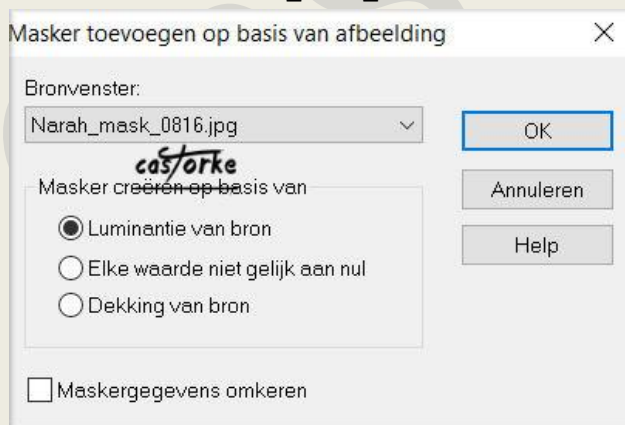 Masker toevoegen op basis van afbeelding
Bronvenster:
Narah_mask_0816.jpg
OK
castorke
Masker creëren op basis van
Annuleren
Luminantie van bron
Help
Elke waarde niet gelijk aan nul
Dekking van bron
Maskergegevens omkeren